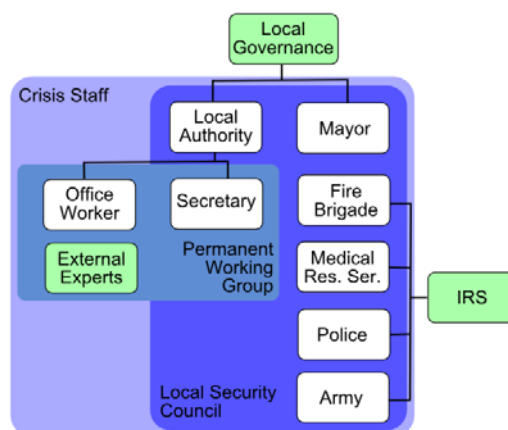 Local
Governance
Crisis Staff
Local
Authority
Mayor
Office
Worker
Secretary
Fire
Brigade
External
Experts
Permanent
Working
Group
Medical
Res. Ser.
IRS
Police
Local Security
Council
Army